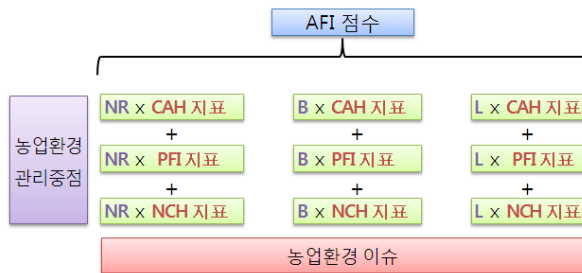 AFI 점수
농업환경
관리중점
NR x CAH 지표
B x CAH 지표
L x CAH 지표
+ + +
NR x PFI 지표
B x PFI 지표
L x PFI 지표
+ + +
NR x NCH 지표
B x NCH 지표
L x NCH 지표
농업환경 이슈